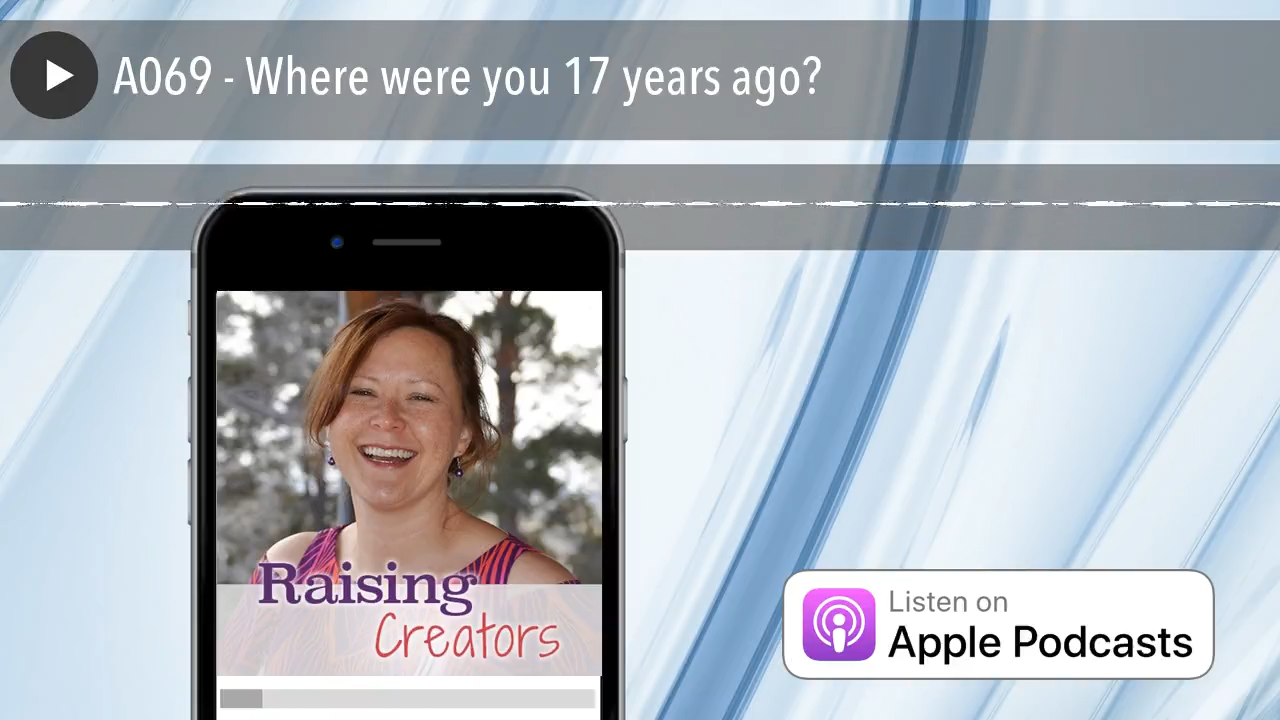 A069 - Where were you 17 years ago?
Raising
Creators
Listen on
Apple Podcasts